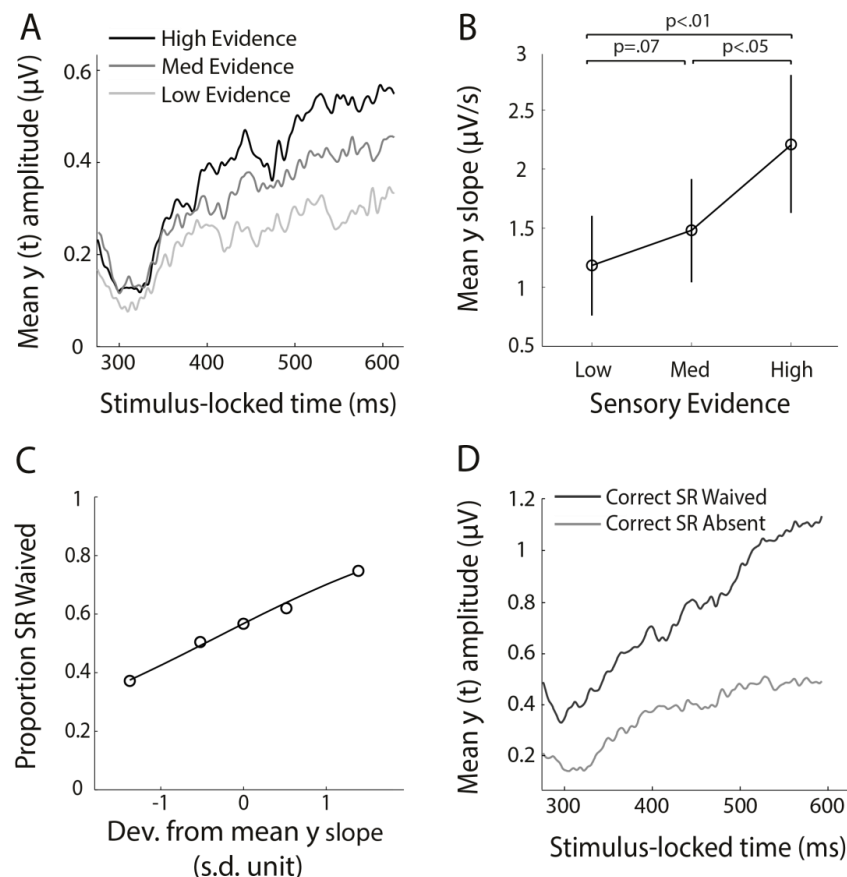 A
High Evidence
Med Evidence
Low Evidence
Mean y (t) amplitude (µV)
0.6
0.4
0.2
0
300
400
500
600
Stimulus-locked time (ms)
B
p<.01
p=.07
p<.05
Mean y slope (µV/s)
3
2.5
2
1.5
1
0.5
Low
Med
High
Sensory Evidence
C
Proportion SR Waived
1
0.8
0.6
0.4
0.2
0
-1
0
1
Dev. from mean y slope
(s.d. unit)
D
Correct SR Waived
Correct SR Absent
Mean y (t) amplitude (µV)
1.2
1
0.8
0.6
0.4
0.2
300
400
500
600
Stimulus-locked time (ms)